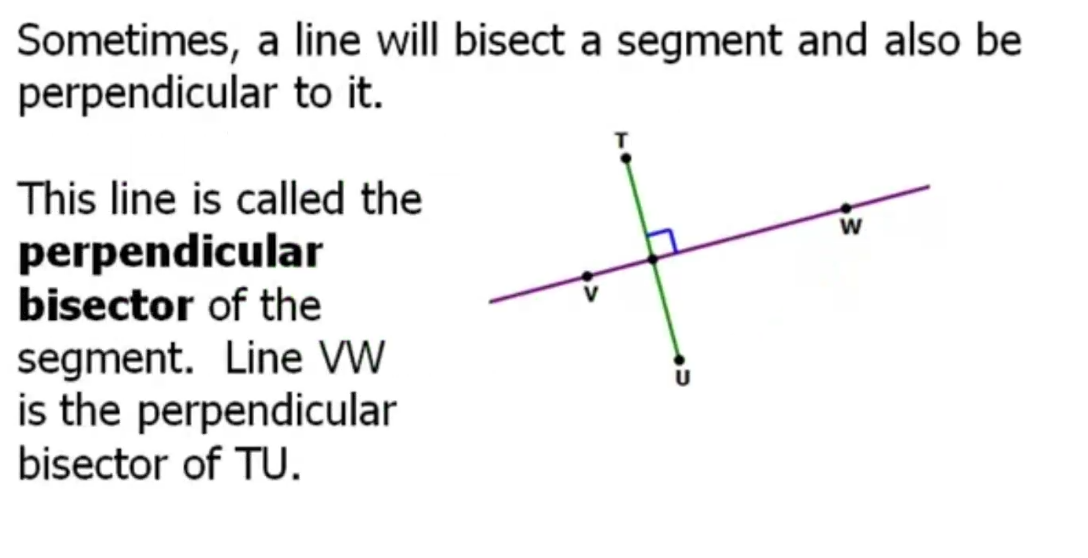 Sometimes, a line will bisect a segment and also be
perpendicular to it.
This line is called the
perpendicular
bisector of the
segment.  Line VW
is the perpendicular
bisector of TU.
T
W
V
U